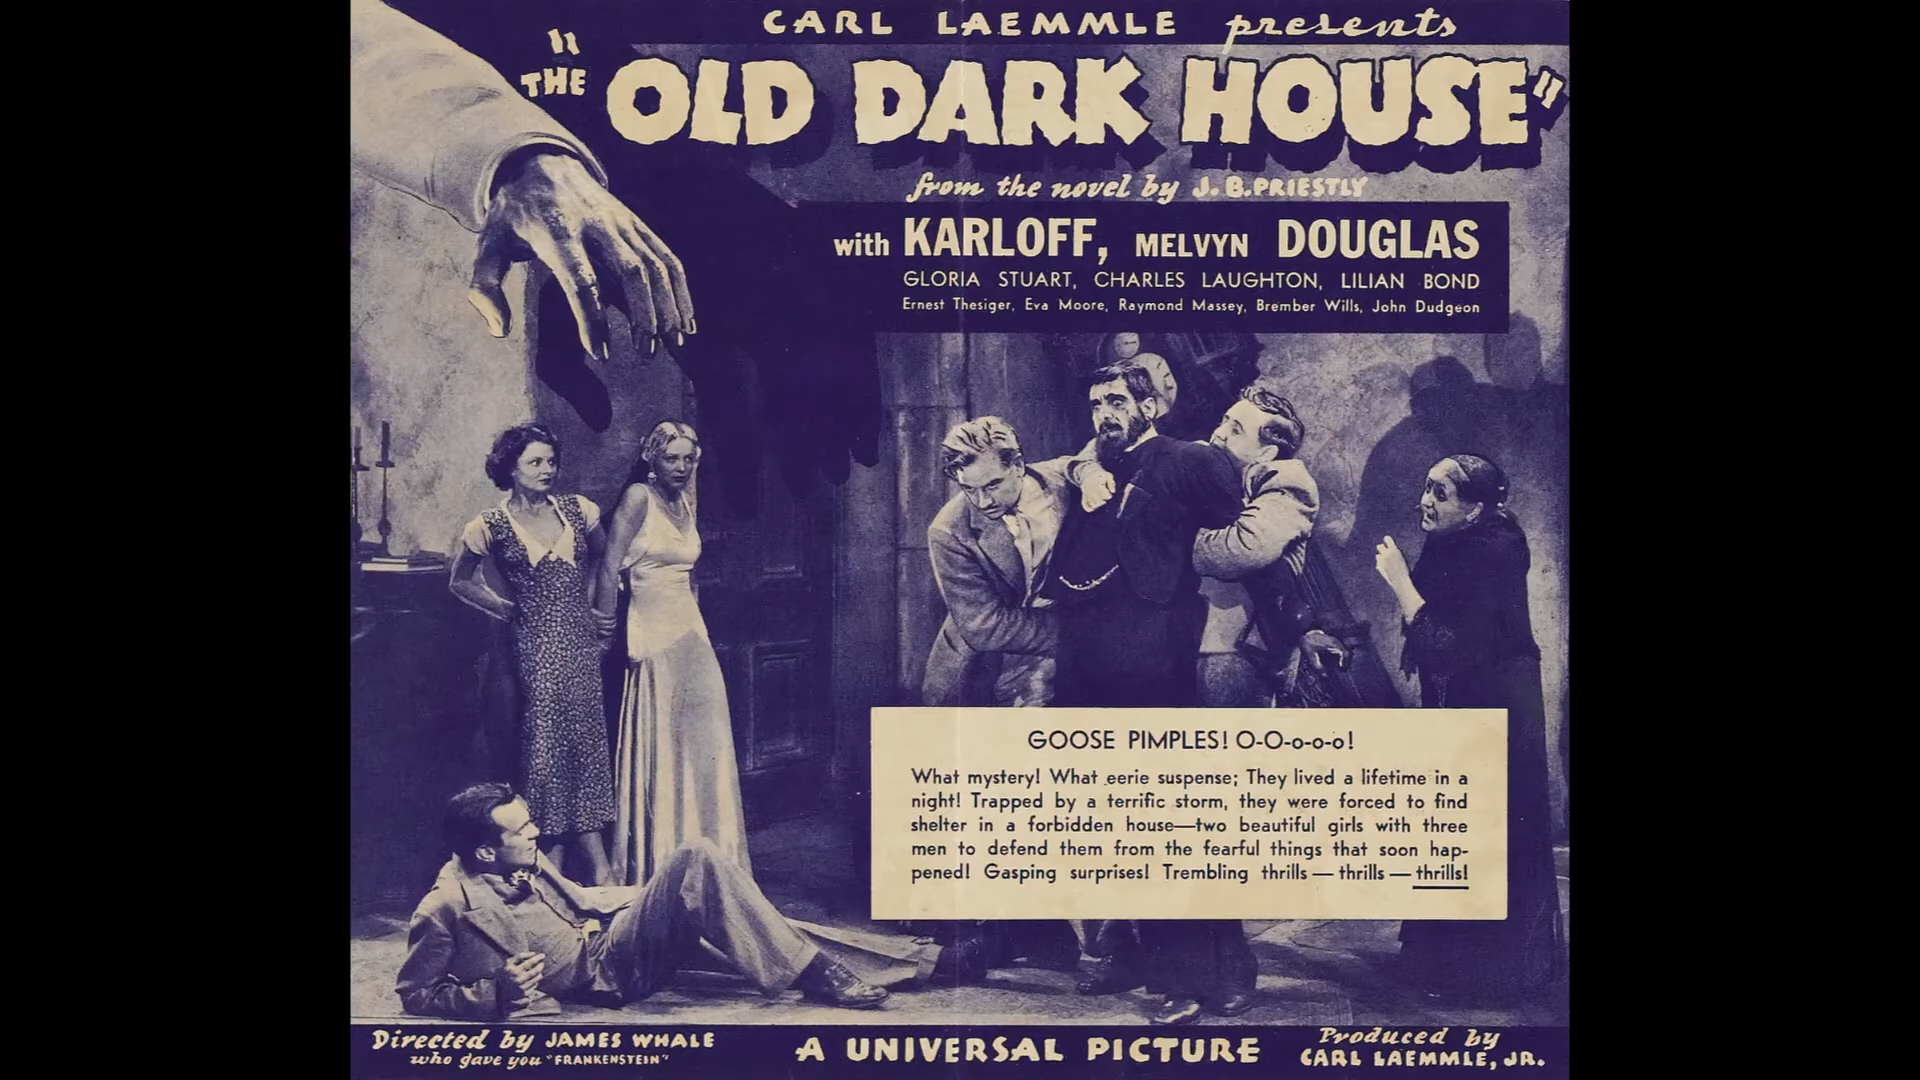 CARL LAEMMLE presents
"THE OLD DARK HOUSE"
from the novel by J. B. PRIESTLY
with KARLOFF, MELVYN DOUGLAS
GLORIA STUART, CHARLES LAUGHTON, LILIAN BOND
Ernest Thesiger, Eva Moore, Raymond Massey, Brember Wills, John Dudgeon
GOOSE PIMPLES! O-O-o-o-o!
What mystery! What eerie suspense; They lived a lifetime in a
night! Trapped by a terrific storm, they were forced to find
shelter in a forbidden house—two beautiful girls with three
men to defend them from the fearful things that soon hap-
pened! Gasping surprises! Trembling thrills — thrills — thrills!
Directed by JAMES WHALE
who gave you "FRANKENSTEIN"
A UNIVERSAL PICTURE
Produced by
CARL LAEMMLE, JR.